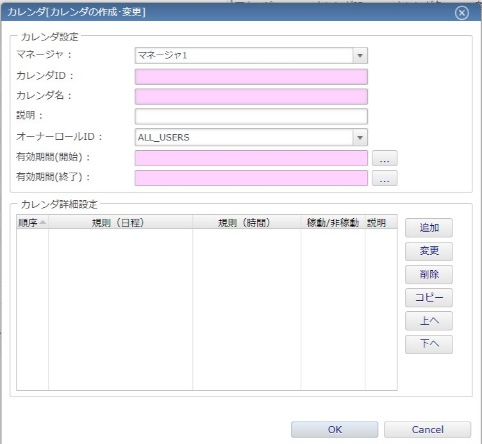 カレンダ[カレンダの作成・変更]
カレンダ設定
マネージャ： マネージャ1
カレンダID：
カレンダ名：
説明：
オーナーロールID： ALL_USERS
有効期間(開始)： ...
有効期間(終了)： ...
カレンダ詳細設定
順序 規則（日程） 規則（時間） 稼動/非稼動 説明
追加
変更
削除
コピー
上へ
下へ
OK Cancel